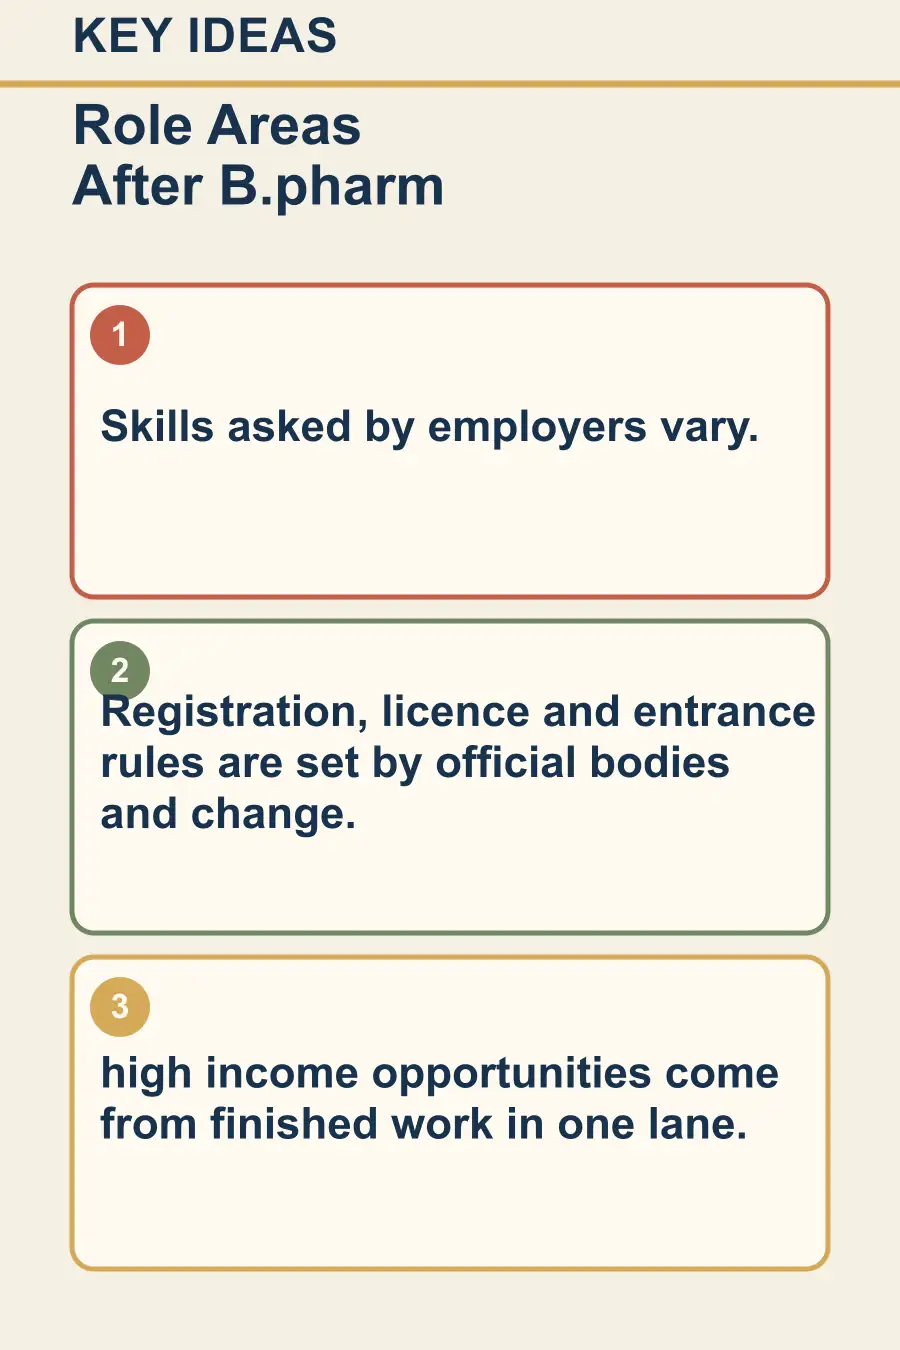 KEY IDEAS
Role Areas
After B.pharm
1
Skills asked by employers vary.
2
Registration, licence and entrance
rules are set by official bodies
and change.
3
high income opportunities come
from finished work in one lane.